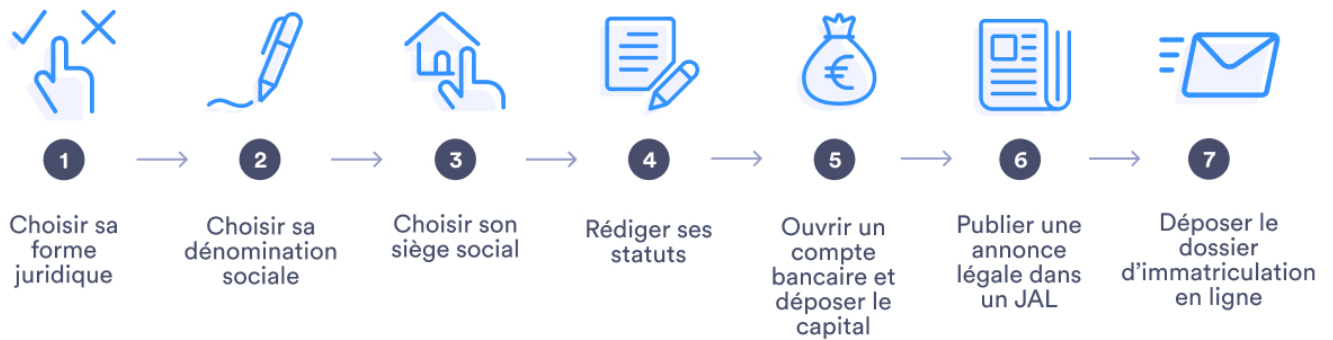 1
Choisir sa
forme
juridique
2
Choisir sa
dénomination
sociale
3
Choisir son
siège social
4
Rédiger ses
statuts
€
5
Ouvrir un
compte
bancaire et
déposer le
capital
6
Publier une
annonce
légale dans
un JAL
7
Déposer le
dossier
d’immatriculation
en ligne